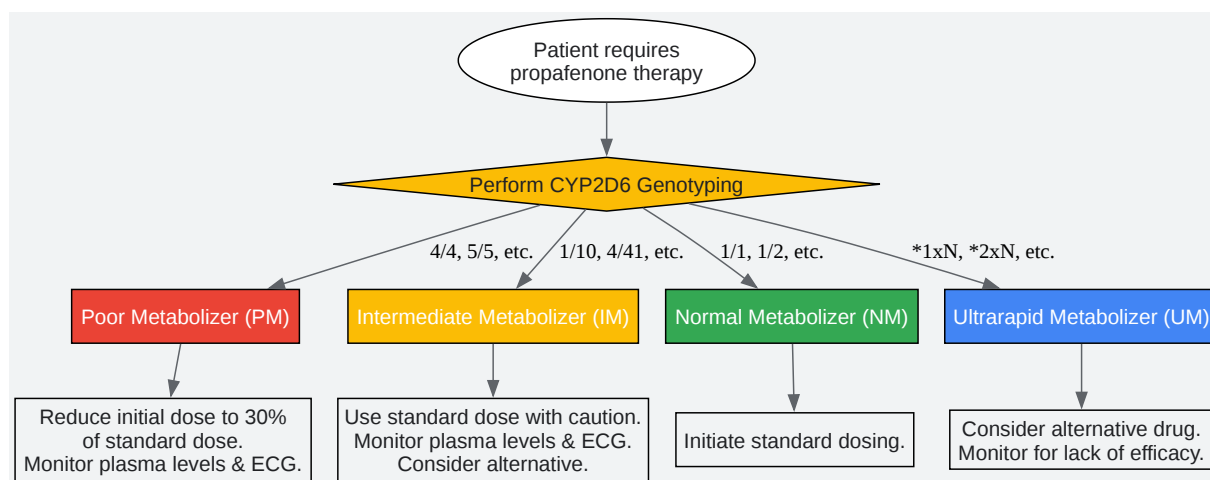 Patient requires
propafenone therapy
Perform CYP2D6 Genotyping
4/4, 5/5, etc.
1/10, 4/41, etc.
1/1, 1/2, etc.
*1xN, *2xN, etc.
Poor Metabolizer (PM)
Intermediate Metabolizer (IM)
Normal Metabolizer (NM)
Ultrarapid Metabolizer (UM)
Reduce initial dose to 30%
of standard dose.
Monitor plasma levels & ECG.
Use standard dose with caution.
Monitor plasma levels & ECG.
Consider alternative.
Initiate standard dosing.
Consider alternative drug.
Monitor for lack of efficacy.